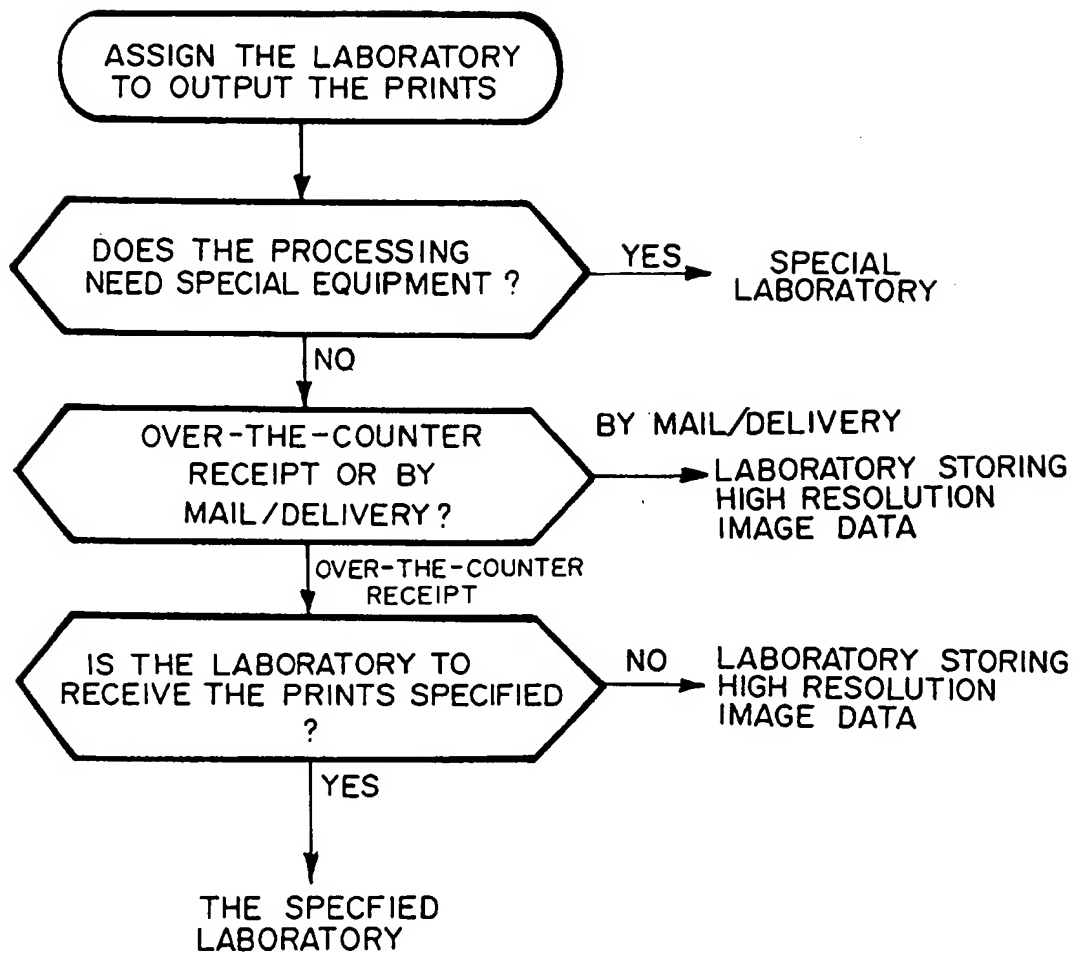 ASSIGN THE LABORATORY
TO OUTPUT THE PRINTS
DOES THE PROCESSING
NEED SPECIAL EQUIPMENT ?
YES
SPECIAL
LABORATORY
NO
OVER-THE-COUNTER
RECEIPT OR BY
MAIL/DELIVERY ?
BY MAIL/DELIVERY
LABORATORY STORING
HIGH RESOLUTION
IMAGE DATA
OVER-THE-COUNTER
RECEIPT
IS THE LABORATORY TO
RECEIVE THE PRINTS SPECIFIED
?
NO
LABORATORY STORING
HIGH RESOLUTION
IMAGE DATA
YES
THE SPECFIED
LABORATORY